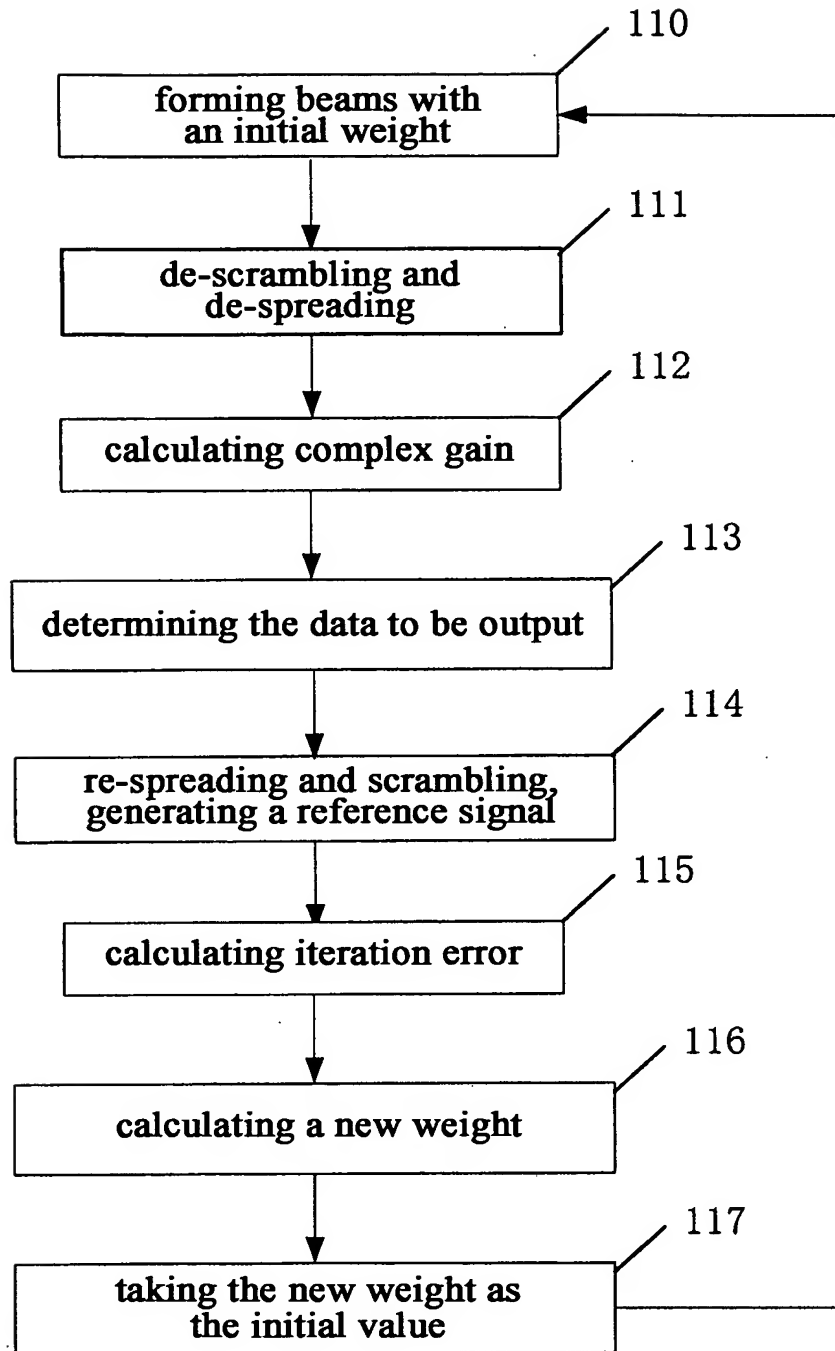 110
forming beams with
an initial weight
111
de-scrambling and
de-spreading
112
calculating complex gain
113
determining the data to be output
114
re-spreading and scrambling,
generating a reference signal
115
calculating iteration error
116
calculating a new weight
117
taking the new weight as
the initial value